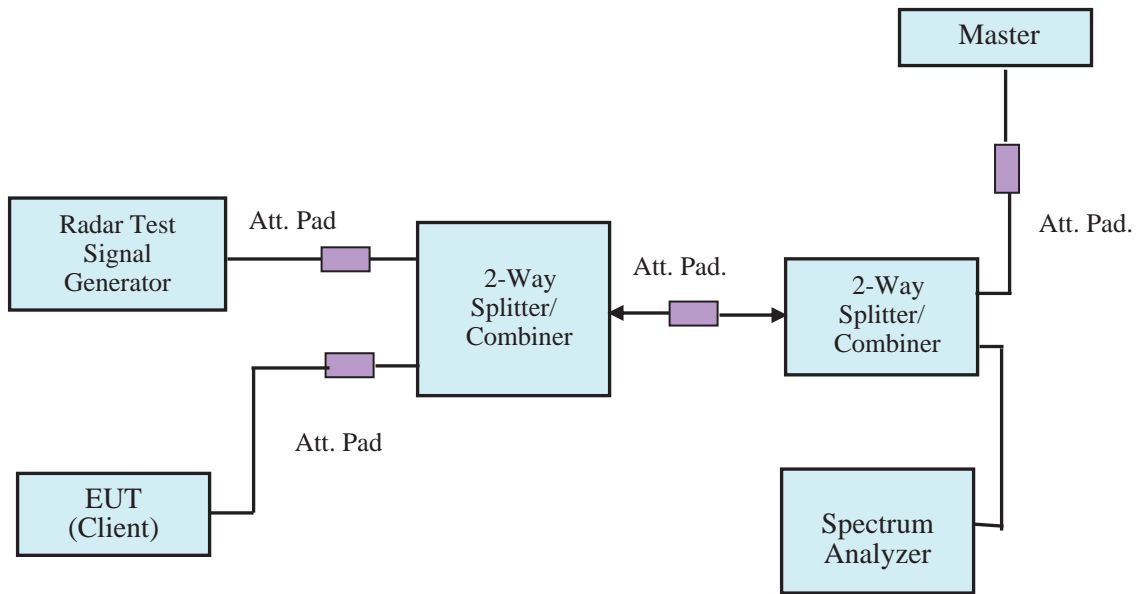 Master
Att. Pad.
Radar Test
Signal
Generator
Att. Pad
2-Way
Splitter/
Combiner
Att. Pad.
2-Way
Splitter/
Combiner
Att. Pad
EUT
(Client)
Spectrum
Analyzer